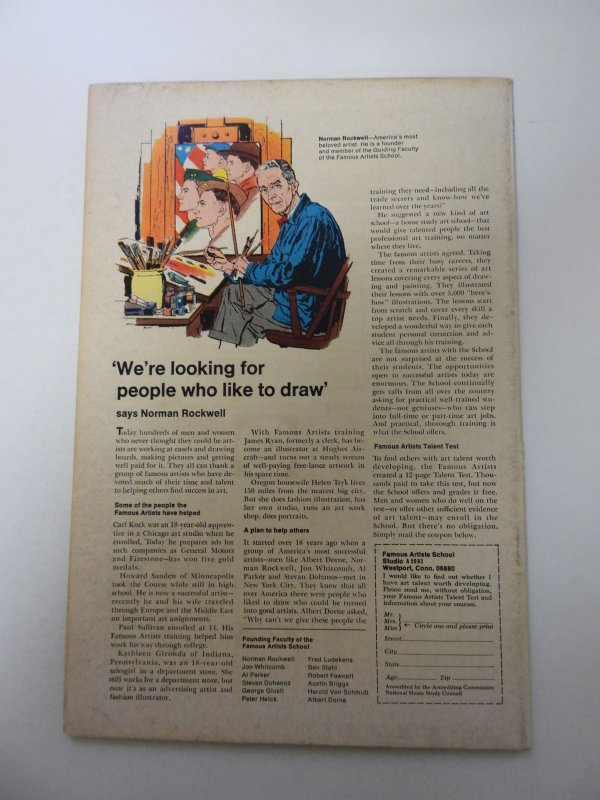 Norman Rockwell—America's most
beloved artist. He is a founder
and member of the Guiding Faculty
of the Famous Artists School.
'We're looking for
people who like to draw'
says Norman Rockwell
Today hundreds of men and women
who never thought they could be art-
ists are working at easels and drawing
boards, making pictures and getting
well paid for it. They all can thank a
group of famous artists who have de-
voted much of their time and talent
to helping others find success in art.
Some of the people the
Famous Artists have helped
Carl Kock was an 18-year-old appren-
tice in a Chicago art studio when he
enrolled. Today he prepares ads for
such companies as General Motors
and Firestone—has won five gold
medals.
Howard Sanden of Minneapolis
took the Course while still in high
school. He is now a successful artist—
recently he and his wife traveled
through Europe and the Middle East
on important art assignments.
Paul Sullivan enrolled at 14. His
Famous Artists training helped him
work his way through college.
Kathleen Gironda of Indiana,
Pennsylvania, was an 18-year-old
salesgirl in a department store. She
still works for a department store, but
now it's as an advertising artist and
fashion illustrator.
With Famous Artists training
James Ryan, formerly a clerk, has be-
come an illustrator at Hughes Air-
craft—and turns out a steady stream
of well-paying free-lance artwork in
his spare time.
Oregon housewife Helen Tryk lives
150 miles from the nearest big city.
But she does fashion illustration, has
her own studio, runs an art work
shop, does portraits.
A plan to help others
It started over 18 years ago when a
group of America's most successful
artists—men like Albert Dorne, Nor-
man Rockwell, Jon Whitcomb, Al
Parker and Stevan Dohanos—met in
New York City. They knew that all
over America there were people who
liked to draw who could be turned
into good artists. Albert Dorne asked,
"Why can't we give these people the
Founding Faculty of the
Famous Artists School
Norman Rockwell
Jon Whitcomb
Al Parker
Stevan Dohanos
George Giusti
Peter Helck
Fred Ludekens
Ben Stahl
Robert Fawcett
Austin Briggs
Harold Von Schmidt
Albert Dorne
training they need—including all the
trade secrets and know-how we've
learned over the years?"
He suggested a new kind of art
school—a home study art school—that
would give talented people the best
professional art training, no matter
where they live.
The famous artists agreed. Taking
time from their busy careers, they
created a remarkable series of art
lessons covering every aspect of draw-
ing and painting. They illustrated
their lessons with over 5,000 "here's-
how" illustrations. The lessons start
from scratch and cover every skill a
top artist needs. Finally, they de-
veloped a wonderful way to give each
student personal correction and ad-
vice all through his training.
The famous artists with the School
are not surprised at the success of
their students. The opportunities
open to successful artists today are
enormous. The School continually
gets calls from all over the country
asking for practical well-trained stu-
dents—not geniuses—who can step
into full-time or part-time art jobs.
And practical, thorough training is
what the School offers.
Famous Artists Talent Test
To find others with art talent worth
developing, the Famous Artists
created a 12-page Talent Test. Thou-
sands paid to take this test, but now
the School offers and grades it free.
Men and women who do well on the
test—or offer other sufficient evidence
of art talent—may enroll in the
School. But there's no obligation.
Simply mail the coupon below.
Famous Artists School
Studio A5863
Westport, Conn. 06880
I would like to find out whether I
have art talent worth developing.
Please send me, without obligation,
your Famous Artists Talent Test and
information about your courses.
Mr.
Mrs. ← Circle one and please print
Miss
Street
City
State
Age Zip
Accredited by the Accrediting Commission
National Home Study Council